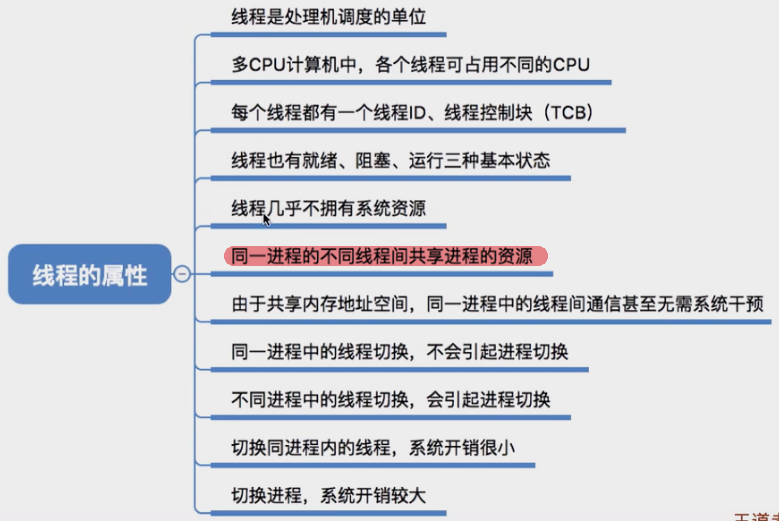 线程是处理机调度的单位
多CPU计算机中，各个线程可占用不同的CPU
每个线程都有一个线程ID、线程控制块（TCB）
线程也有就绪、阻塞、运行三种基本状态
线程几乎不拥有系统资源
同一进程的不同线程间共享进程的资源
线程的属性
由于共享内存地址空间，同一进程中的线程间通信甚至无需系统干预
同一进程中的线程切换，不会引起进程切换
不同进程中的线程切换，会引起进程切换
切换同进程内的线程，系统开销很小
切换进程，系统开销较大